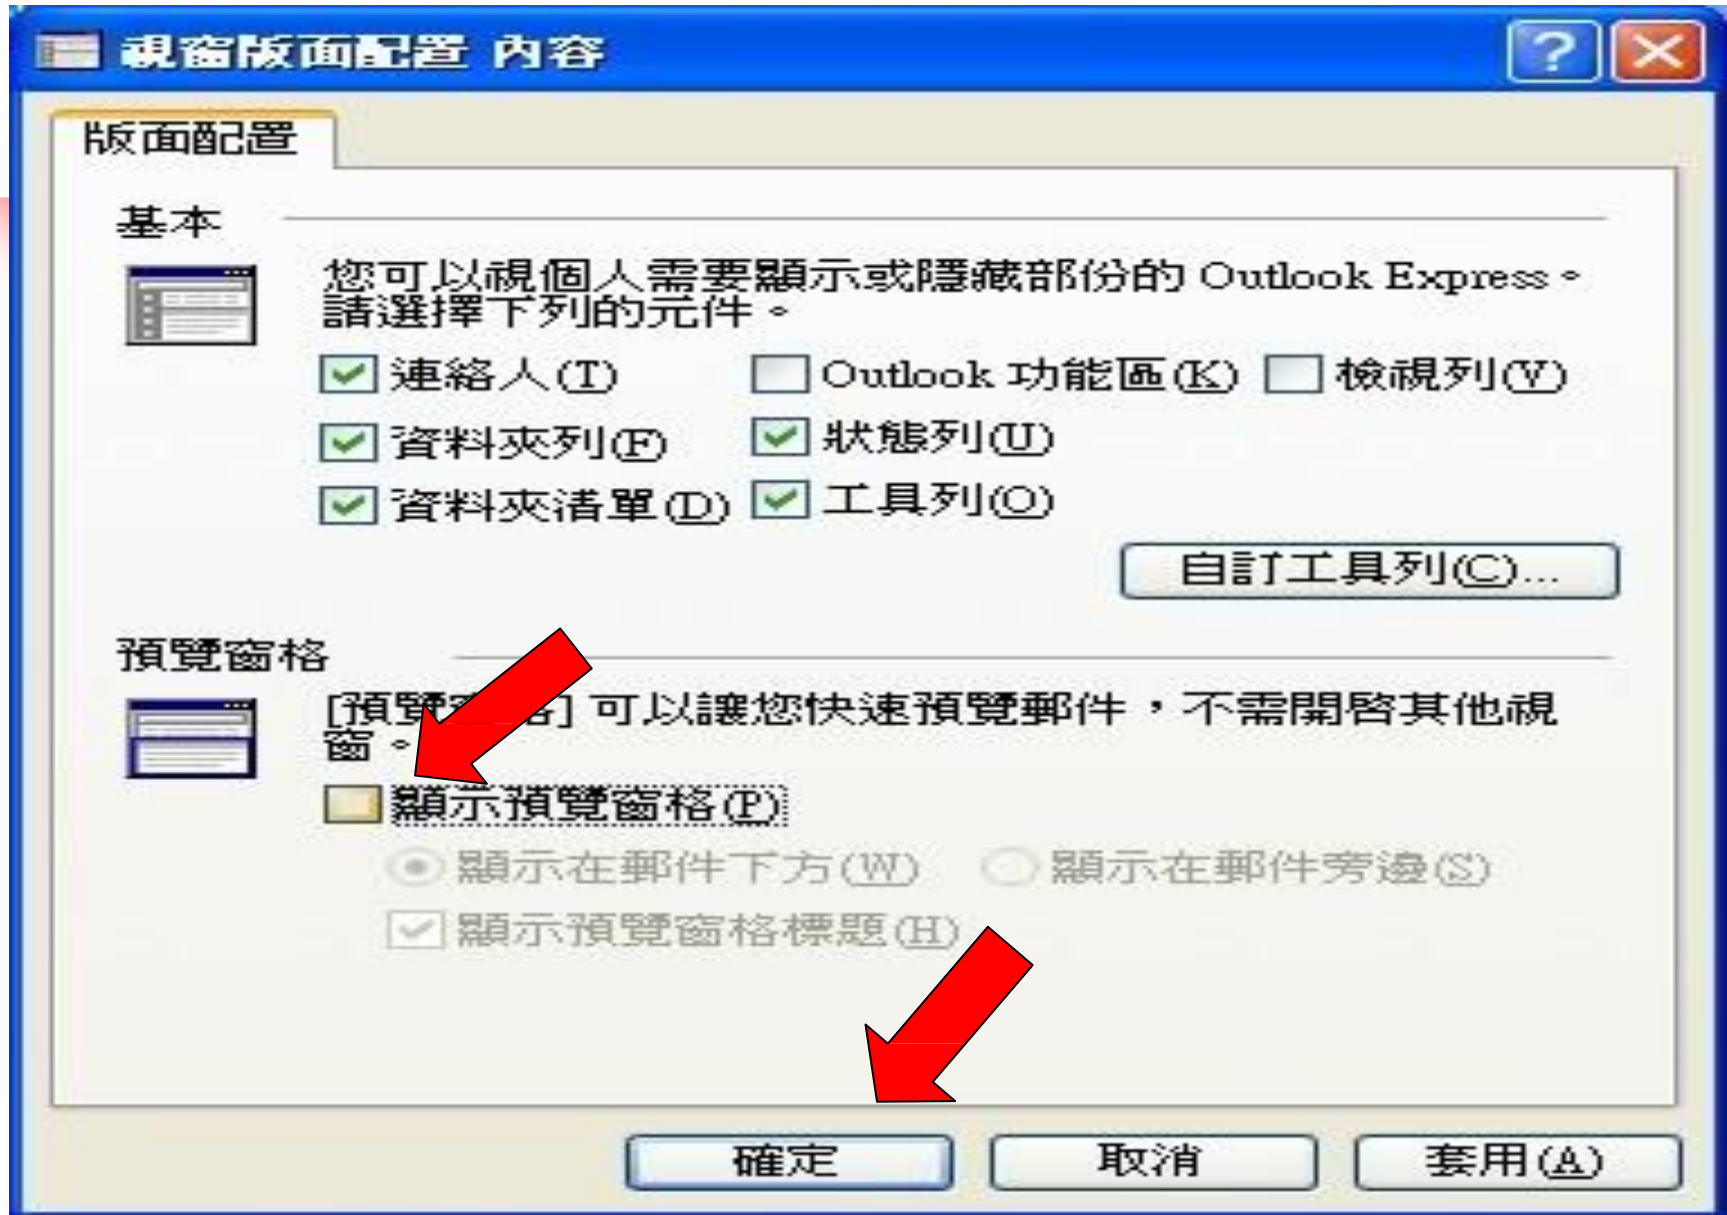 視窗版面配置 內容
版面配置
基本
您可以視個人需要顯示或隱藏部份的 Outlook Express。
請選擇下列的元件。
連絡人(T) Outlook 功能區(K) 檢視列(V)
資料夾列(F) 狀態列(U)
資料夾清單(D) 工具列(O)
自訂工具列(C)...
預覽窗格
[預覽窗格] 可以讓您快速預覽郵件，不需開啓其他視
窗。
顯示預覽窗格(P)
顯示在郵件下方(W) 顯示在郵件旁邊(S)
顯示預覽窗格標題(H)
確定 取消 套用(A)